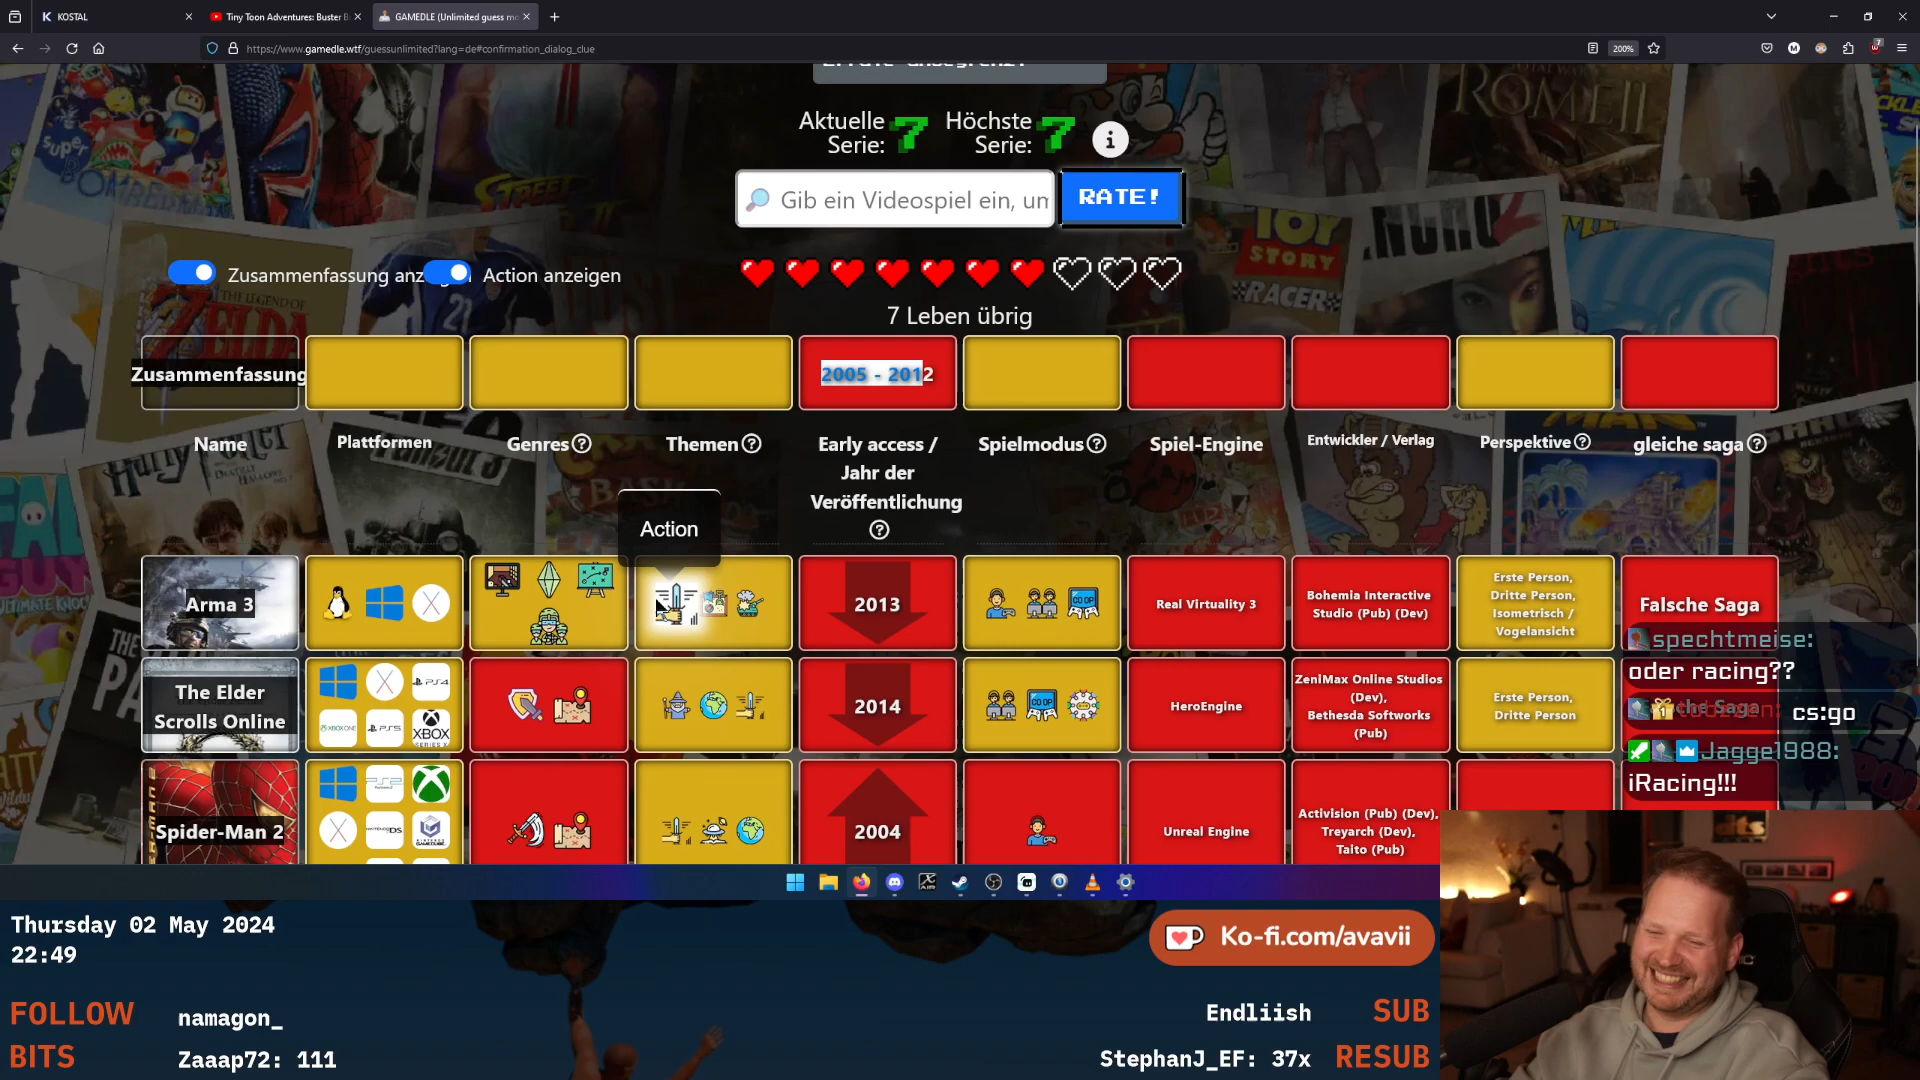 KOSTAL
Tiny Toon Adventures: Buster B
GAMEDLE (Unlimited guess mo
https://www.gamedle.wtf/guessunlimited?lang=de#confirmation_dialog_clue
200%
7
Aktuelle
Serie:
7
Höchste
Serie:
7
Gib ein Videospiel ein, um
RATE!
Zusammenfassung anz
Action anzeigen
7 Leben übrig
Zusammenfassung
2005 - 2012
Name
Plattformen
Genres
Themen
Early access /
Jahr der
Veröffentlichung
Spielmodus
Spiel-Engine
Entwickler / Verlag
Perspektive
gleiche saga
Action
Arma 3
2013
Real Virtuality 3
Bohemia Interactive
Studio (Pub) (Dev)
Erste Person,
Dritte Person,
Isometrisch /
Vogelansicht
Falsche Saga
The Elder
Scrolls Online
2014
HeroEngine
ZeniMax Online Studios
(Dev),
Bethesda Softworks
(Pub)
Erste Person,
Dritte Person
Spider-Man 2
2004
Unreal Engine
Activision (Pub) (Dev),
Treyarch (Dev),
Taito (Pub)
spechtmeise:
oder racing??
cs:go
Jagge1988:
iRacing!!!
Thursday 02 May 2024
22:49
Ko-fi.com/avavii
FOLLOW
namagon_
BITS
Zaaap72: 111
Endliish
SUB
StephanJ_EF: 37x
RESUB